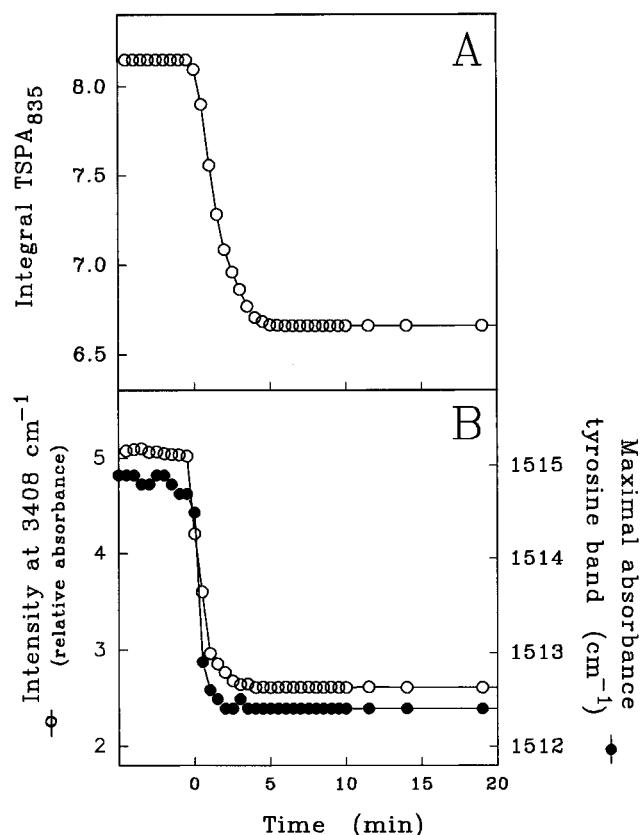 A
Integral TSPA835
8.0
7.5
7.0
6.5
B
Intensity at 3408 cm−1
(relative absorbance)
5
4
3
2
1515
1514
1513
1512
Maximal absorbance
tyrosine band (cm−1)
0
5
10
15
20
Time (min)